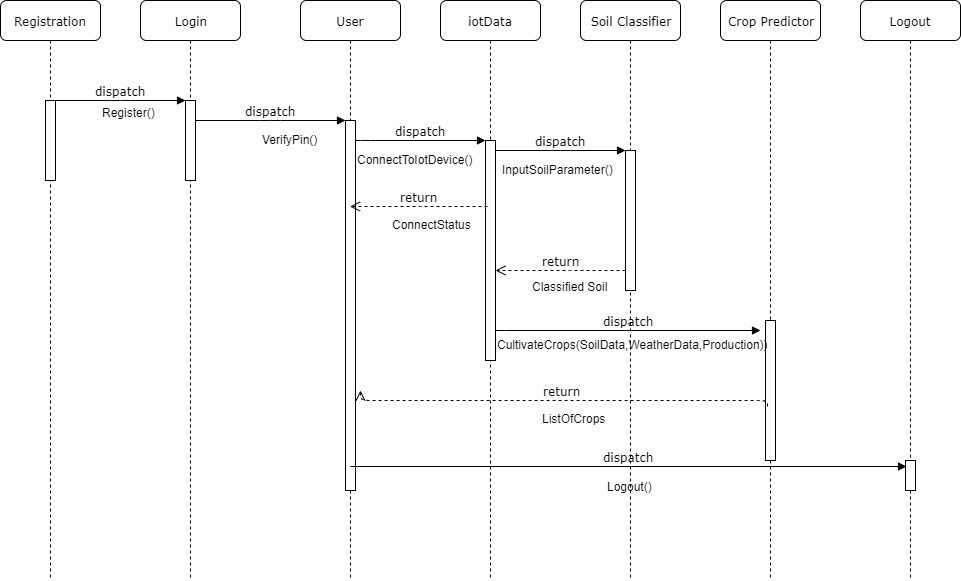 Registration
Login
User
iotData
Soil Classifier
Crop Predictor
Logout
dispatch
Register()
dispatch
VerifyPin()
dispatch
ConnectToIotDevice()
dispatch
InputSoilParameter()
return
ConnectStatus
return
Classified Soil
dispatch
CultivateCrops(SoilData,WeatherData,Production))
return
ListOfCrops
dispatch
Logout()